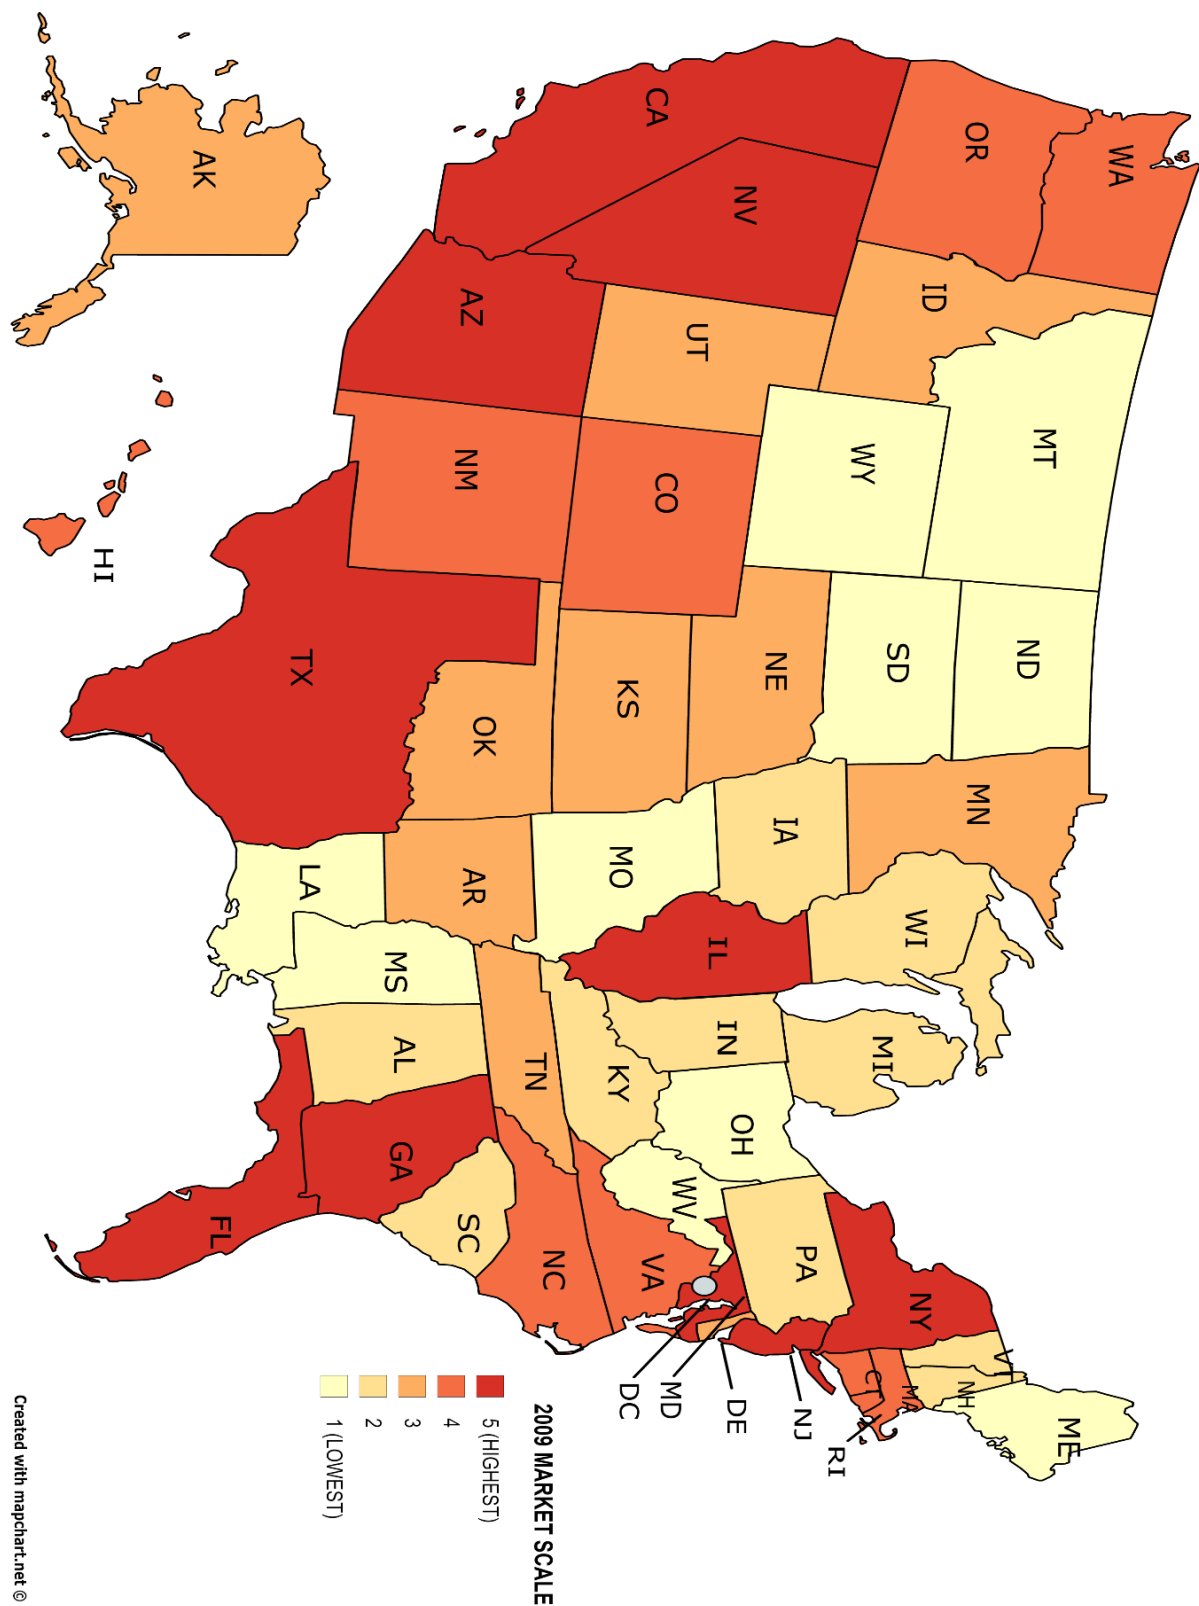 WA
OR
CA
NV
ID
MT
WY
UT
AZ
CO
NM
ND
SD
NE
KS
OK
TX
MN
IA
MO
AR
LA
WI
IL
MS
MI
IN
KY
TN
AL
OH
WV
GA
FL
SC
NC
VA
PA
NY
VT
NH
ME
MA
CT
RI
NJ
DE
MD
DC
AK
HI
2009 MARKET SCALE
5 (HIGHEST)
4
3
2
1 (LOWEST)
Created with mapchart.net ©